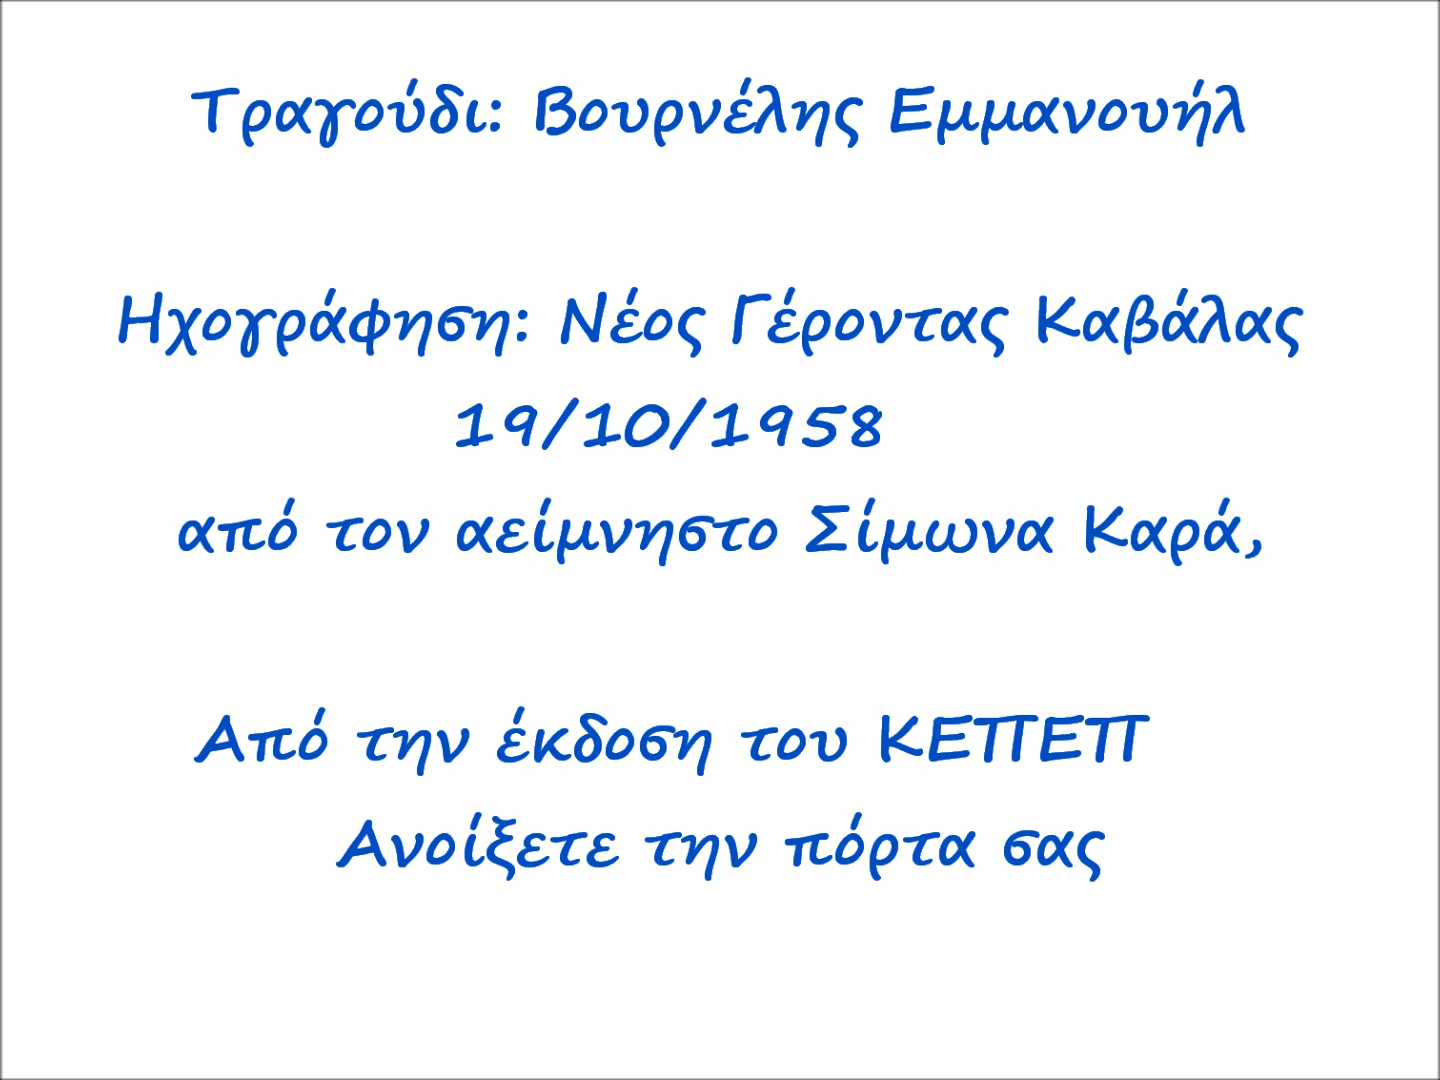 Τραγούδι: Βουρνέλης Εμμανουήλ
Ηχογράφηση: Νέος Γέροντας Καβάλας
19/10/1958
από τον αείμνηστο Σίμωνα Καρά,
Από την έκδοση του ΚΕΠΕΠ
Ανοίξετε την πόρτα σας